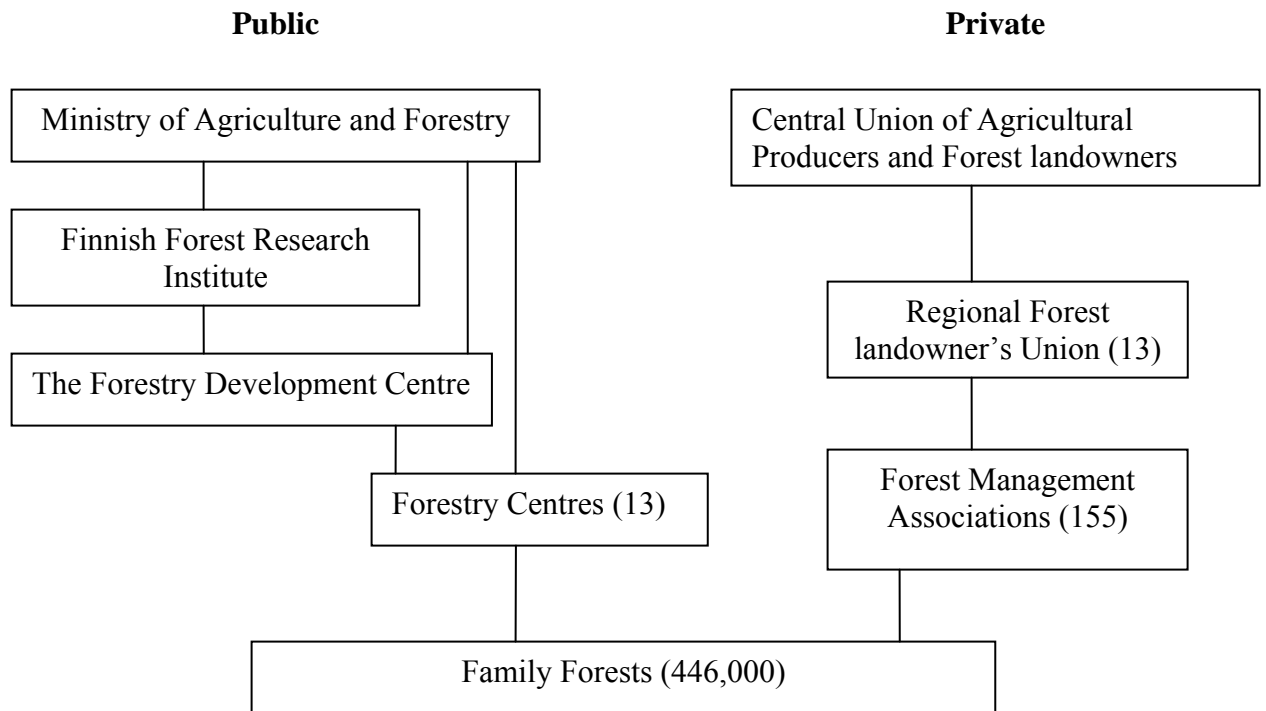 Public
Private
Ministry of Agriculture and Forestry
Central Union of Agricultural
Producers and Forest landowners
Finnish Forest Research
Institute
Regional Forest
landowner’s Union (13)
The Forestry Development Centre
Forestry Centres (13)
Forest Management
Associations (155)
Family Forests (446,000)